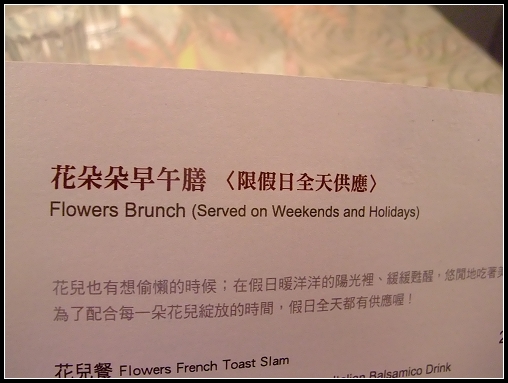 花朵朵早午膳 〈限假日全天供應〉
Flowers Brunch (Served on Weekends and Holidays)
花兒也有想偷懶的時候；在假日暖洋洋的陽光裡、緩緩甦醒，悠閒地吃著美
為了配合每一朵花兒綻放的時間，假日全天都有供應喔！
2
花兒餐 Flowers French Toast Slam
Italian Balsamico Drink